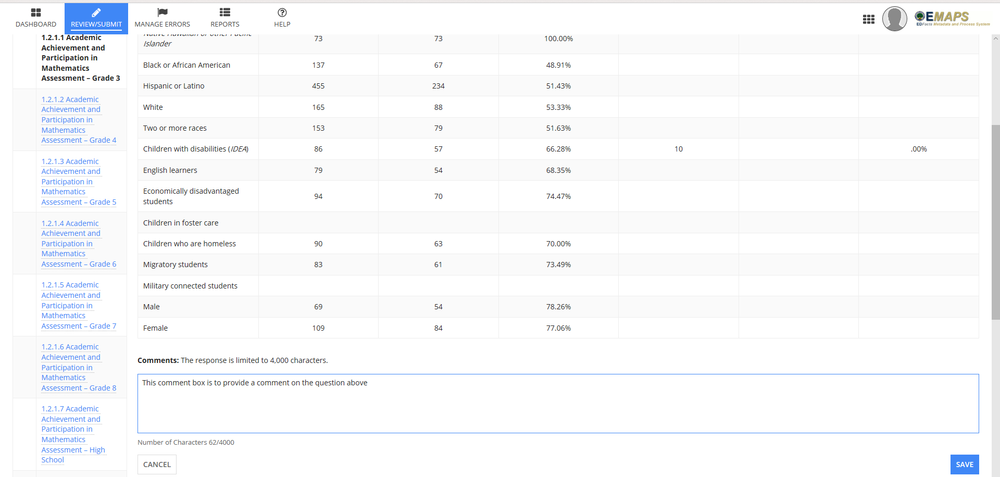 DASHBOARD
REVIEW/SUBMIT
MANAGE ERRORS
REPORTS
HELP
EMAPS
EDFacts Metadata and Process System
1.2.1.1 Academic
Achievement and
Participation in
Mathematics
Assessment – Grade 3
1.2.1.2 Academic
Achievement and
Participation in
Mathematics
Assessment – Grade 4
1.2.1.3 Academic
Achievement and
Participation in
Mathematics
Assessment – Grade 5
1.2.1.4 Academic
Achievement and
Participation in
Mathematics
Assessment – Grade 6
1.2.1.5 Academic
Achievement and
Participation in
Mathematics
Assessment – Grade 7
1.2.1.6 Academic
Achievement and
Participation in
Mathematics
Assessment – Grade 8
1.2.1.7 Academic
Achievement and
Participation in
Mathematics
Assessment – High
School
Native Hawaiian or other Pacific
Islander 73 73 100.00%
Black or African American 137 67 48.91%
Hispanic or Latino 455 234 51.43%
White 165 88 53.33%
Two or more races 153 79 51.63%
Children with disabilities (IDEA) 86 57 66.28% 10 .00%
English learners 79 54 68.35%
Economically disadvantaged
students 94 70 74.47%
Children in foster care
Children who are homeless 90 63 70.00%
Migratory students 83 61 73.49%
Military connected students
Male 69 54 78.26%
Female 109 84 77.06%
Comments: The response is limited to 4,000 characters.
This comment box is to provide a comment on the question above
Number of Characters 62/4000
CANCEL
SAVE